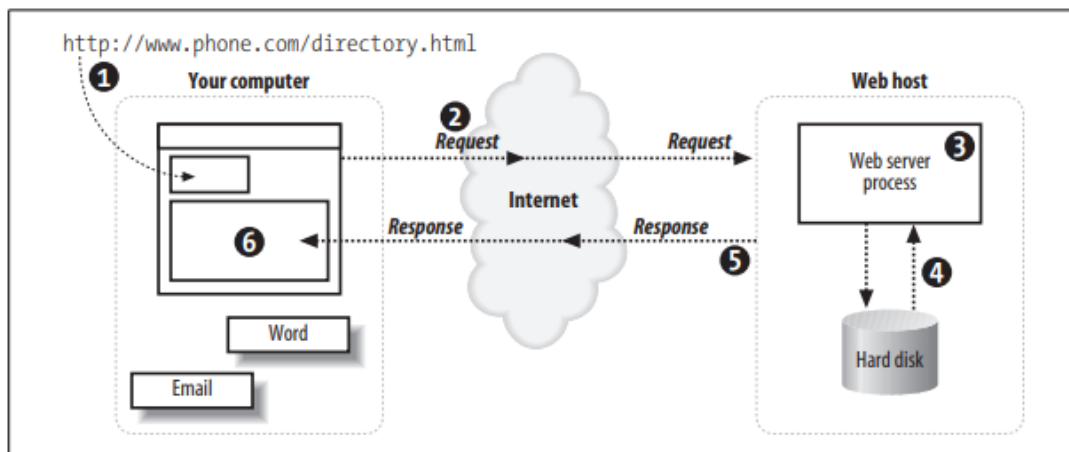 http://www.phone.com/directory.html
1
Your computer
Web host
2
Request
Request
3
Web server
process
Internet
Response
Response
6
5
4
Word
Hard disk
Email